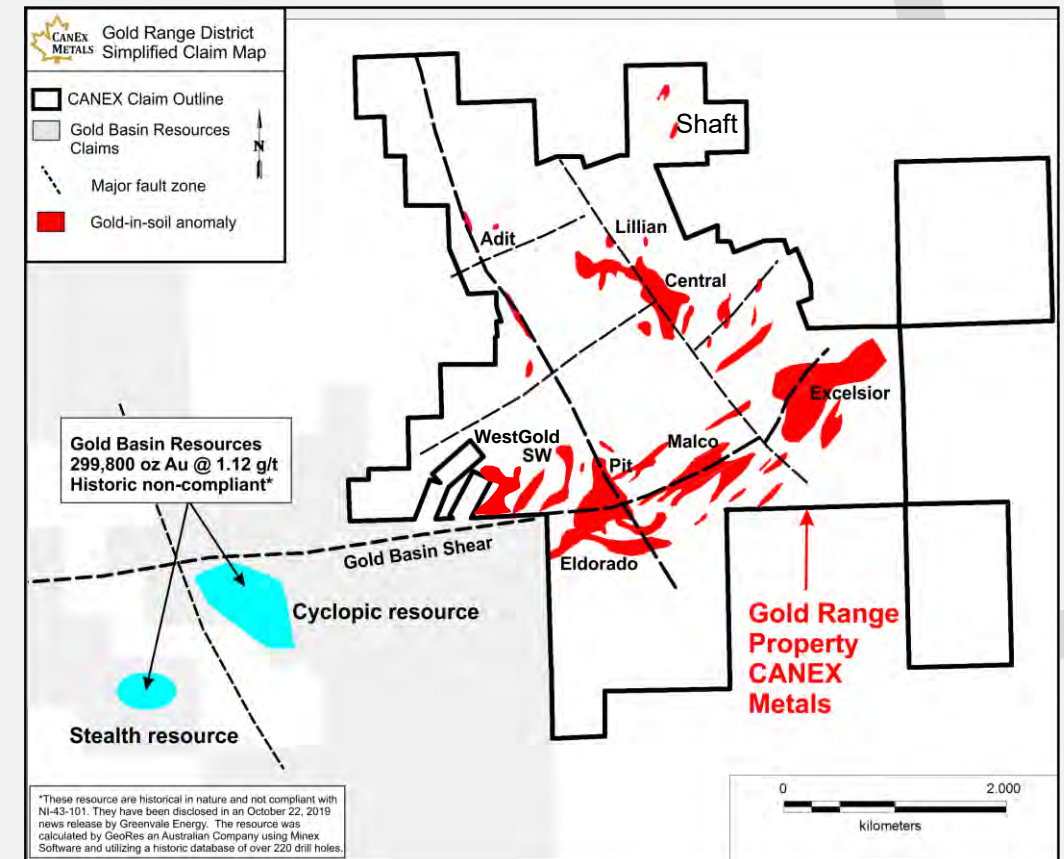 CANEX
METALS
Gold Range District
Simplified Claim Map
CANEX Claim Outline
Gold Basin Resources
Claims
N
Major fault zone
Gold-in-soil anomaly
Shaft
Adit
Lillian
Central
Excelsior
WestGold
SW
Pit
Malco
Eldorado
Gold Basin Resources
299,800 oz Au @ 1.12 g/t
Historic non-compliant*
Gold Basin Shear
Cyclopic resource
Stealth resource
Gold Range
Property
CANEX
Metals
*These resource are historical in nature and not compliant with
NI-43-101. They have been disclosed in an October 22, 2019
news release by Greenvale Energy. The resource was
calculated by GeoRes an Australian Company using Minex
Software and utilizing a historic database of over 220 drill holes.
0 2.000
kilometers